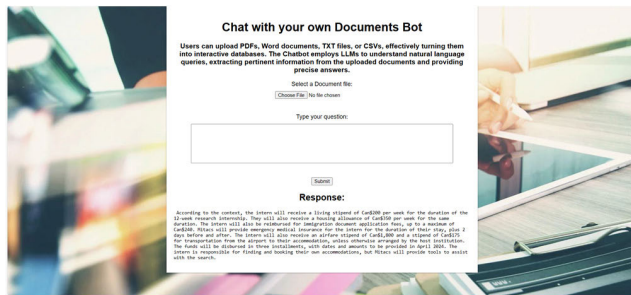 Chat with your own Documents Bot
Users can upload PDFs, Word documents, TXT files, or CSVs, effectively turning them
into interactive databases. The Chatbot employs LLMs to understand natural language
queries, extracting pertinent information from the uploaded documents and providing
precise answers.
Select a Document file:
Choose File No file chosen
Type your question:
Submit
Response:
According to the context, the intern will receive a living stipend of Can$200 per week for the duration of the
12-week research internship. They will also receive a housing allowance of Can$350 per week for the same
duration. The intern will also be reimbursed for immigration document application fees, up to a maximum of
Can$240. Mitacs will provide emergency medical insurance for the intern for the duration of their stay, plus 2
days before and after. The intern will also receive an airfare stipend of Can$1,800 and a stipend of Can$175
for transportation from the airport to their accommodation, unless otherwise arranged by the host institution.
The funds will be disbursed in three installments, with dates and amounts to be provided in April 2024. The
intern is responsible for finding and booking their own accommodations, but Mitacs will provide tools to assist
with the search.